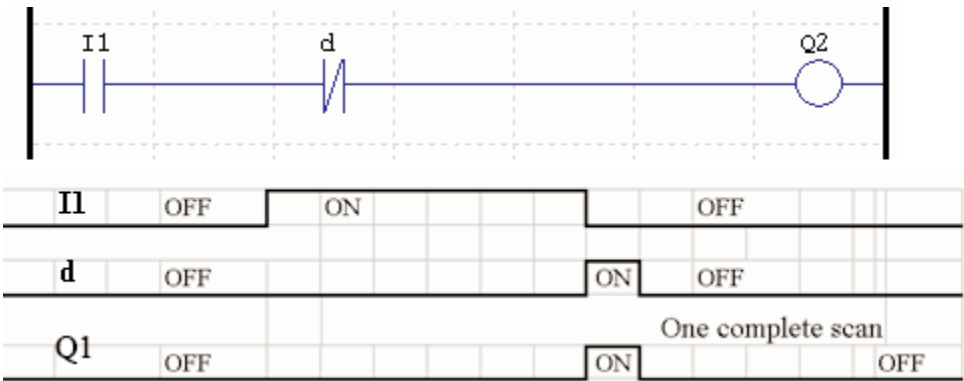 I1 d Q2
I1 OFF ON OFF
d OFF ON OFF
One complete scan
Q1 OFF ON OFF